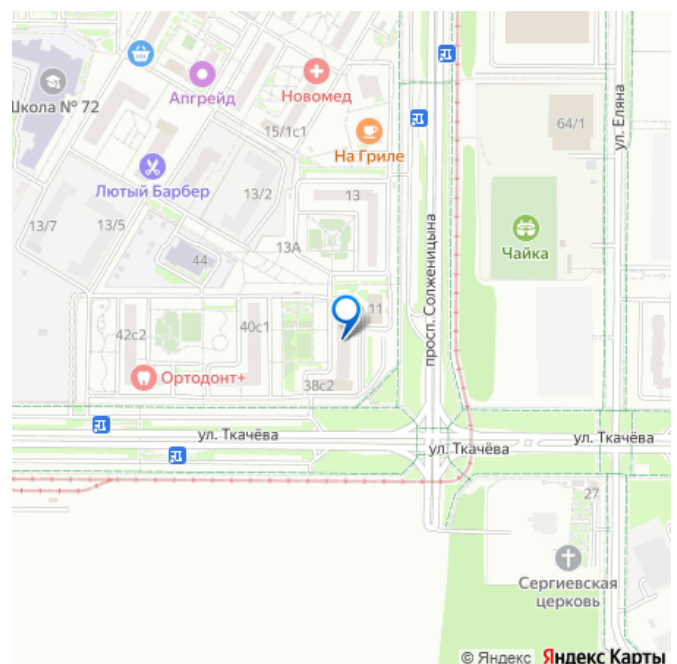 Школа № 72
Апгрейд
Новомед
15/1с1
На Гриле
64/1
ул. Еляна
Лютый Барбер
13/2
13
13/7
13/5
13А
44
Чайка
просп. Солженицына
11
42с2
40с1
Ортодонт+
38с2
ул. Ткачёва
ул. Ткачёва
ул. Ткачёва
27
Сергиевская
церковь
© Яндекс Яндекс Карты